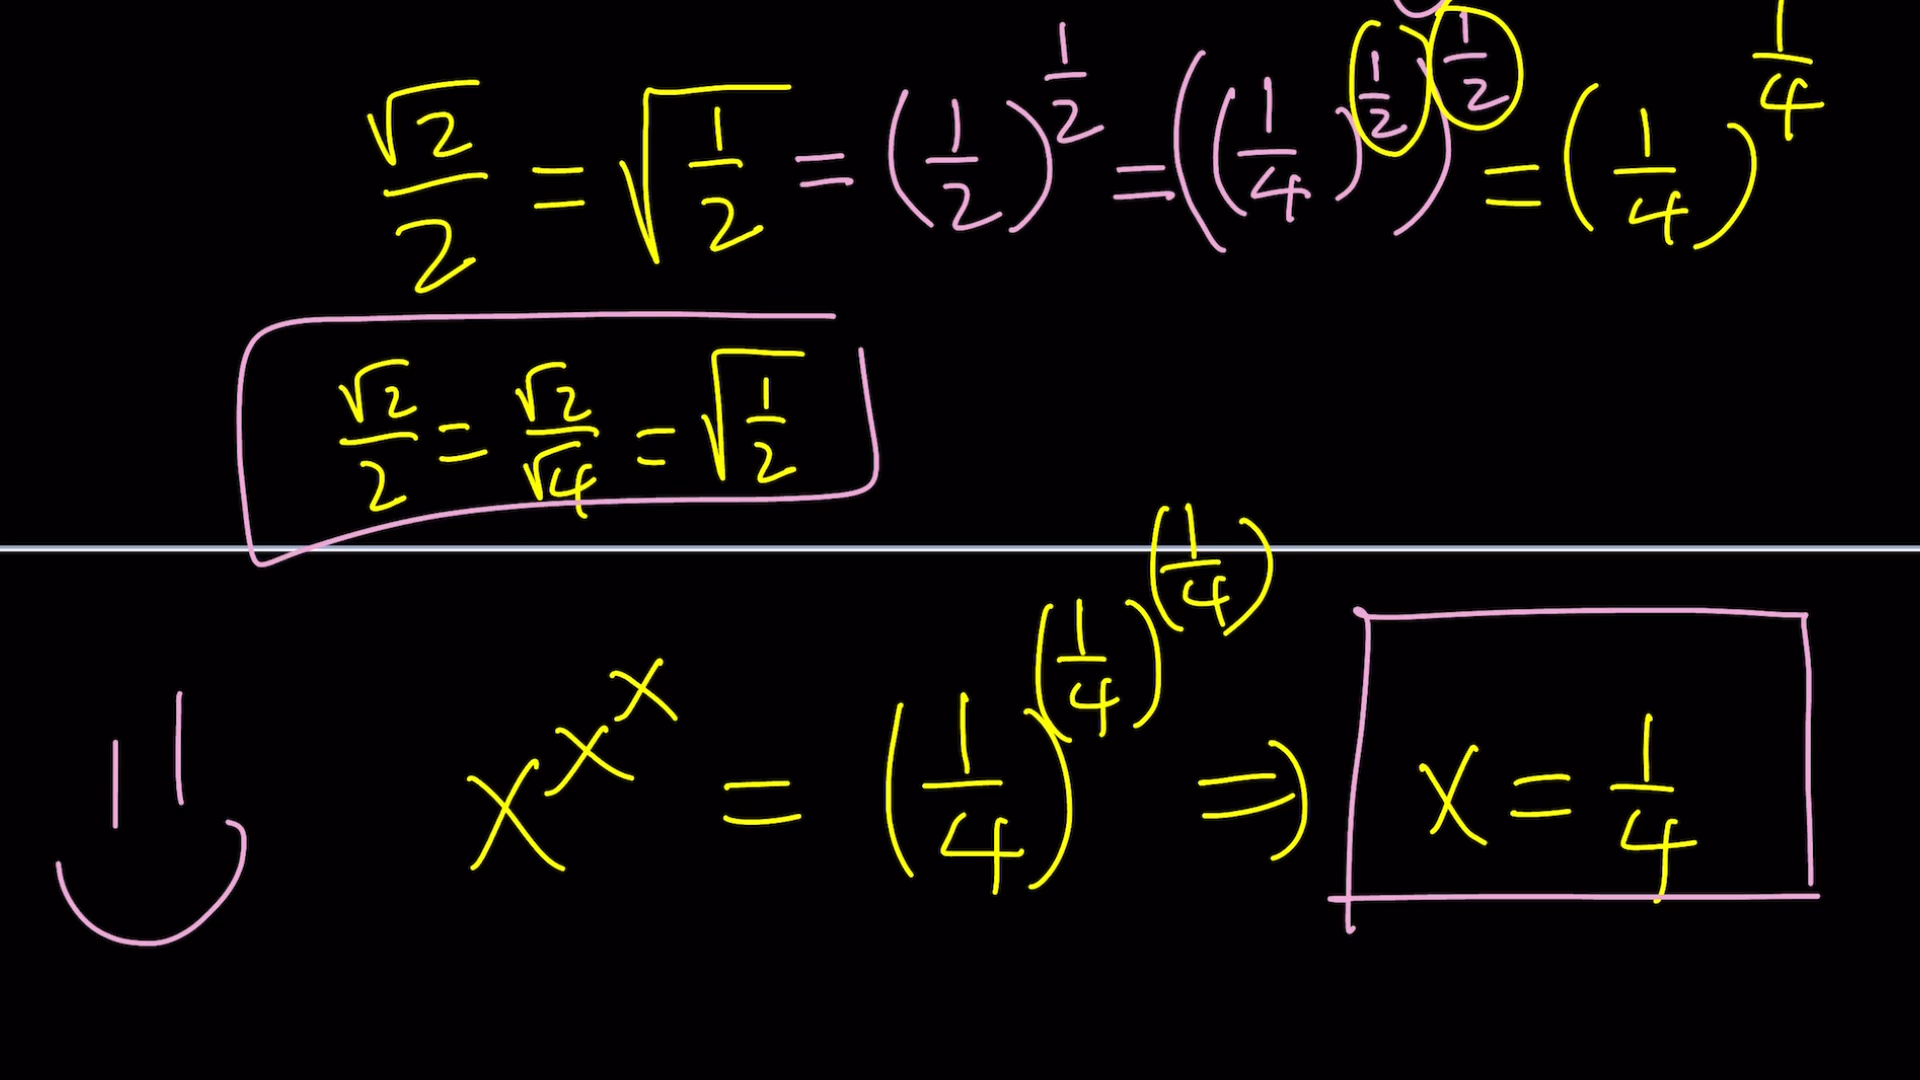 √2/2 = √(1/2) = (1/2)^(1/2) = ((1/4)^(1/2))^(1/2) = (1/4)^(1/4)
√2/2 = √2/√4 = √(1/2)
x^x^x = (1/4)^(1/4)^(1/4) ⇒ x = 1/4